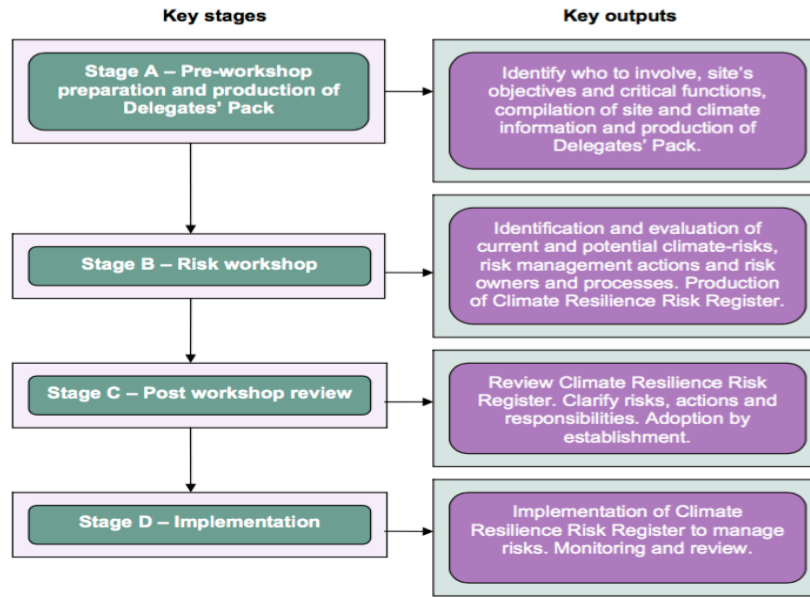 Key stages
Key outputs
Stage A – Pre-workshop
preparation and production of
Delegates’ Pack
Identify who to involve, site’s
objectives and critical functions,
compilation of site and climate
information and production of
Delegates’ Pack.
Stage B – Risk workshop
Identification and evaluation of
current and potential climate-risks,
risk management actions and risk
owners and processes. Production
of Climate Resilience Risk Register.
Stage C – Post workshop review
Review Climate Resilience Risk
Register. Clarify risks, actions and
responsibilities. Adoption by
establishment.
Stage D – Implementation
Implementation of Climate
Resilience Risk Register to manage
risks. Monitoring and review.